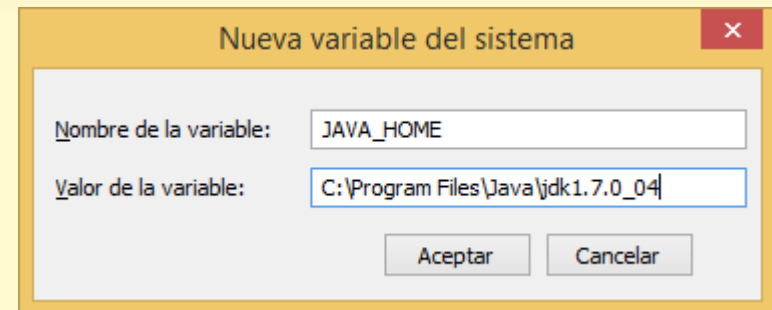 Nueva variable del sistema
Nombre de la variable: JAVA_HOME
Valor de la variable: C:\Program Files\Java\jdk1.7.0_04
Aceptar Cancelar